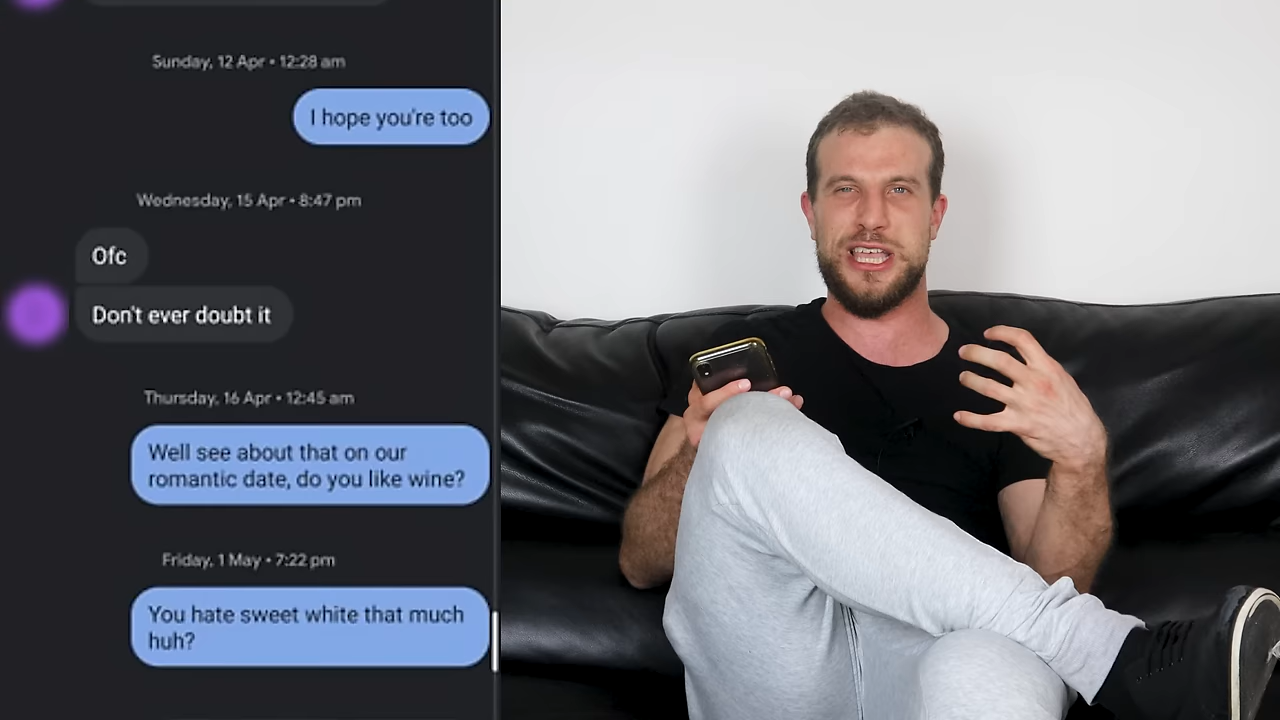 Sunday, 12 Apr • 12:28 am
I hope you're too
Wednesday, 15 Apr • 8:47 pm
Ofc
Don't ever doubt it
Thursday, 16 Apr • 12:45 am
Well see about that on our
romantic date, do you like wine?
Friday, 1 May • 7:22 pm
You hate sweet white that much
huh?